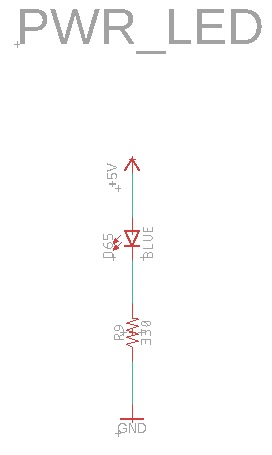 PWR_LED
+5V
D65
BLUE
R9
330
GND